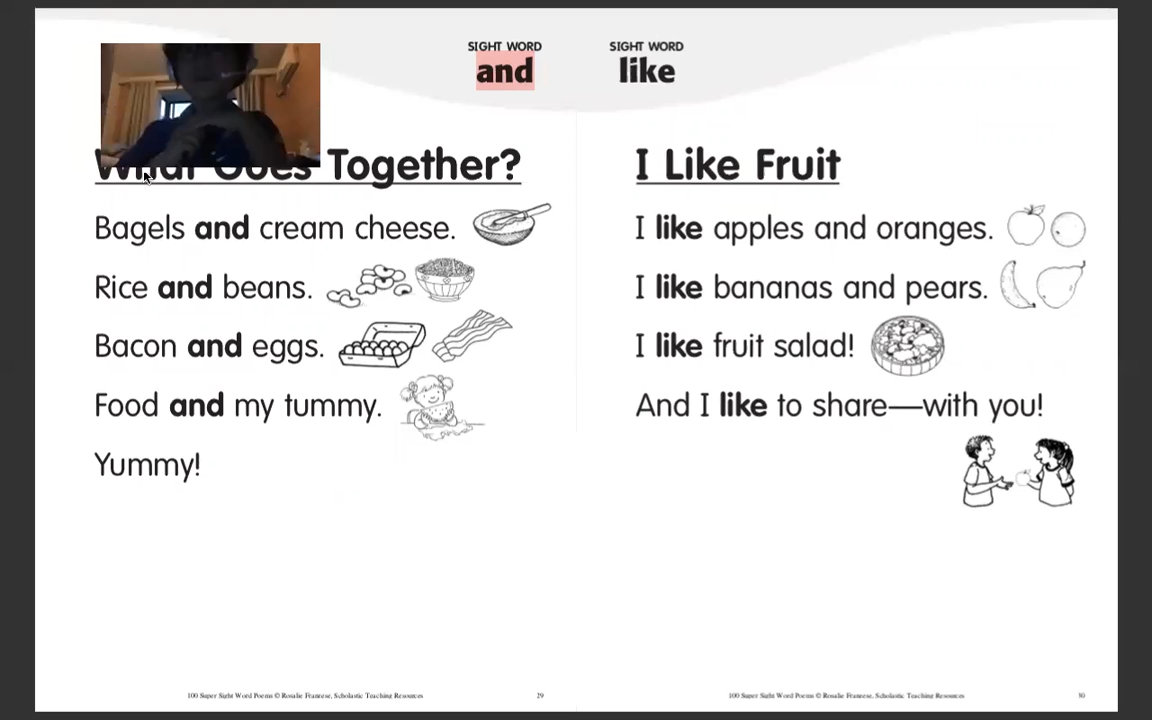 SIGHT WORD
and
SIGHT WORD
like
What Goes Together?
Bagels and cream cheese.
Rice and beans.
Bacon and eggs.
Food and my tummy.
Yummy!
100 Super Sight Word Poems © Rosalie Franzese, Scholastic Teaching Resources
29
I Like Fruit
I like apples and oranges.
I like bananas and pears.
I like fruit salad!
And I like to share—with you!
100 Super Sight Word Poems © Rosalie Franzese, Scholastic Teaching Resources
30